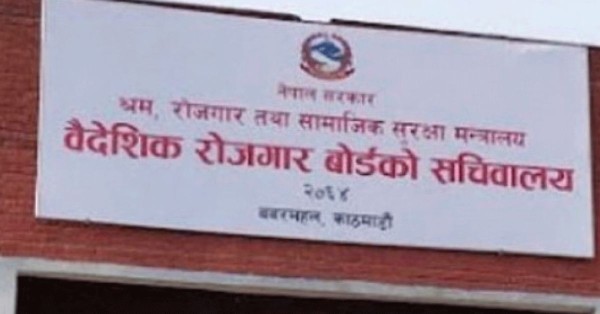 नेपाल सरकार
श्रम, रोजगार तथा सामाजिक सुरक्षा मन्त्रालय
वैदेशिक रोजगार बोर्डको सचिवालय
२०६४
बबरमहल, काठमाडौं